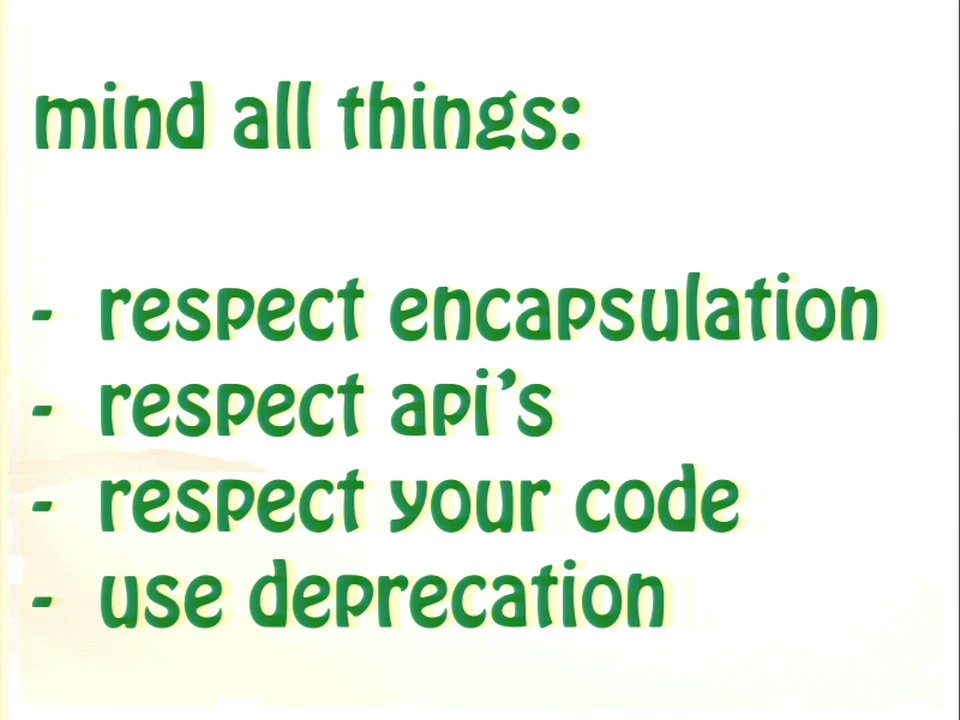 mind all things:
- respect encapsulation
- respect api's
- respect your code
- use deprecation